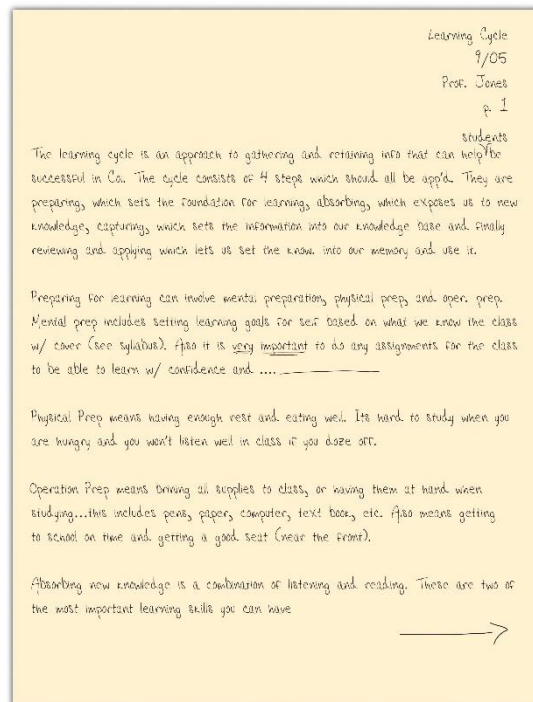 Learning Cycle
9/05
Prof. Jones
p. 1
students
The learning cycle is an approach to gathering and retaining info that can help be
successful in Co.. The cycle consists of 4 steps which should all be app'd. They are
preparing, which sets the foundation for learning, absorbing, which exposes us to new
knowledge, capturing, which sets the information into our knowledge base and finally
reviewing and applying which lets us set the know. into our memory and use it.
Preparing for learning can involve mental preparation, physical prep, and oper. prep.
Mental prep includes setting learning goals for self based on what we know the class
w/ cover (see syllabus). Also it is very important to do any assignments for the class
to be able to learn w/ confidence and ....
Physical Prep means having enough rest and eating well. Its hard to study when you
are hungry and you won't listen well in class if you doze off.
Operation Prep means brining all supplies to class, or having them at hand when
studying...this includes pens, paper, computer, text book, etc. Also means getting
to school on time and getting a good seat (near the front).
Absorbing new knowledge is a combination of listening and reading. These are two of
the most important learning skills you can have